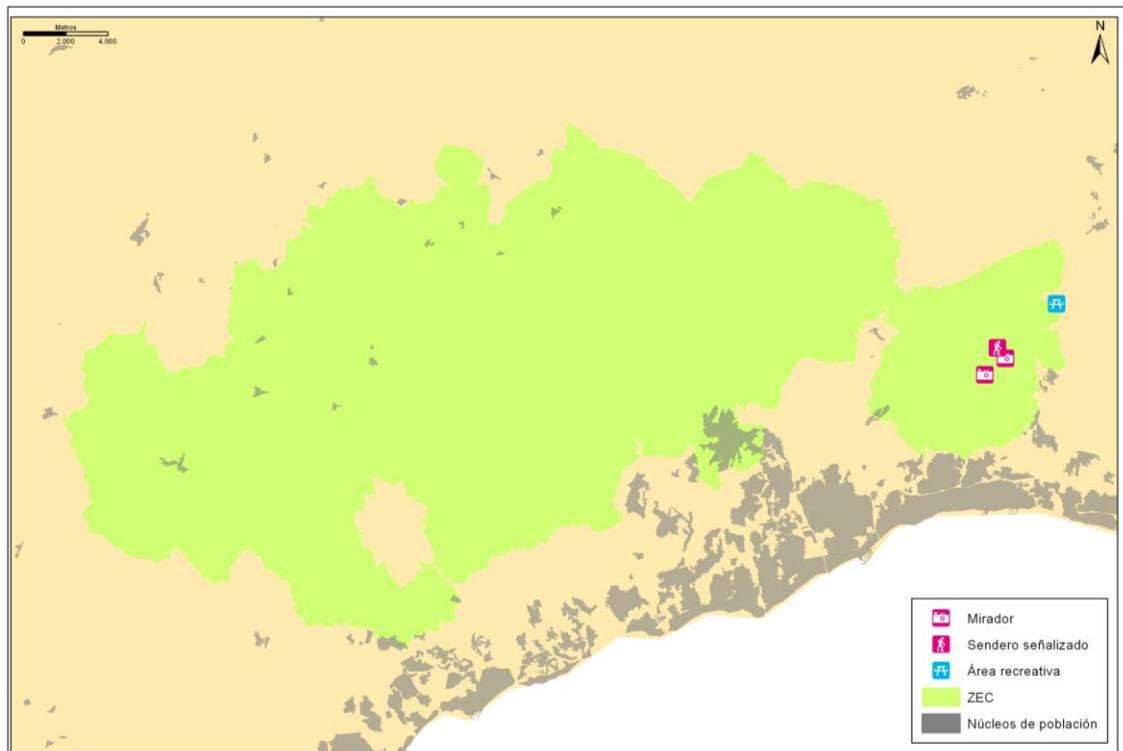 Metros
0 2.000 4.000
N
Mirador
Sendero señalizado
Área recreativa
ZEC
Núcleos de población